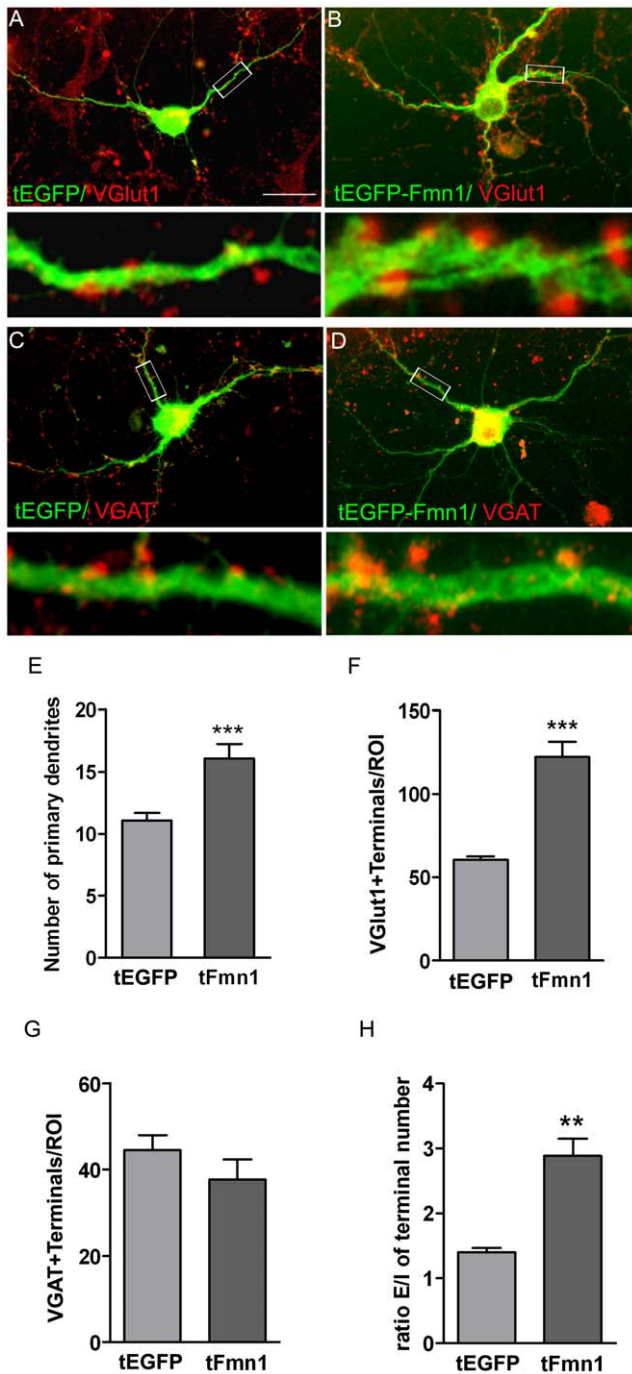 A
B
tEGFP/ VGlut1
tEGFP-Fmn1/ VGlut1
C
D
tEGFP/ VGAT
tEGFP-Fmn1/ VGAT
E
F
Number of primary dendrites
20
15
10
5
0
***
tEGFP tFmn1
VGlut1+Terminals/ROI
150
100
50
0
***
tEGFP tFmn1
G
H
VGAT+Terminals/ROI
60
40
20
0
tEGFP tFmn1
ratio E/I of terminal number
4
3
2
1
0
**
tEGFP tFmn1